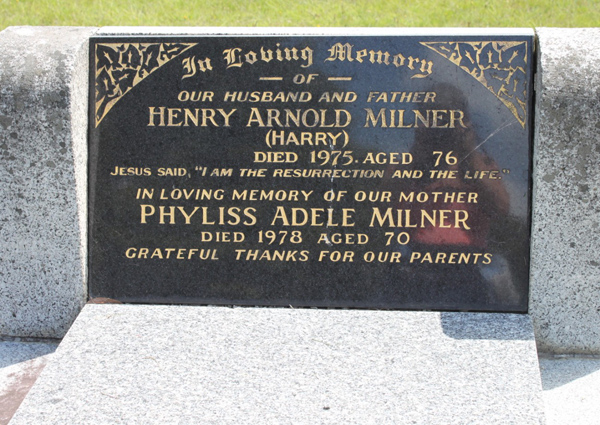 In Loving Memory
— OF —
OUR HUSBAND AND FATHER
HENRY ARNOLD MILNER
(HARRY)
DIED 1975. AGED 76
JESUS SAID, "I AM THE RESURRECTION AND THE LIFE."
IN LOVING MEMORY OF OUR MOTHER
PHYLISS ADELE MILNER
DIED 1978 AGED 70
GRATEFUL THANKS FOR OUR PARENTS